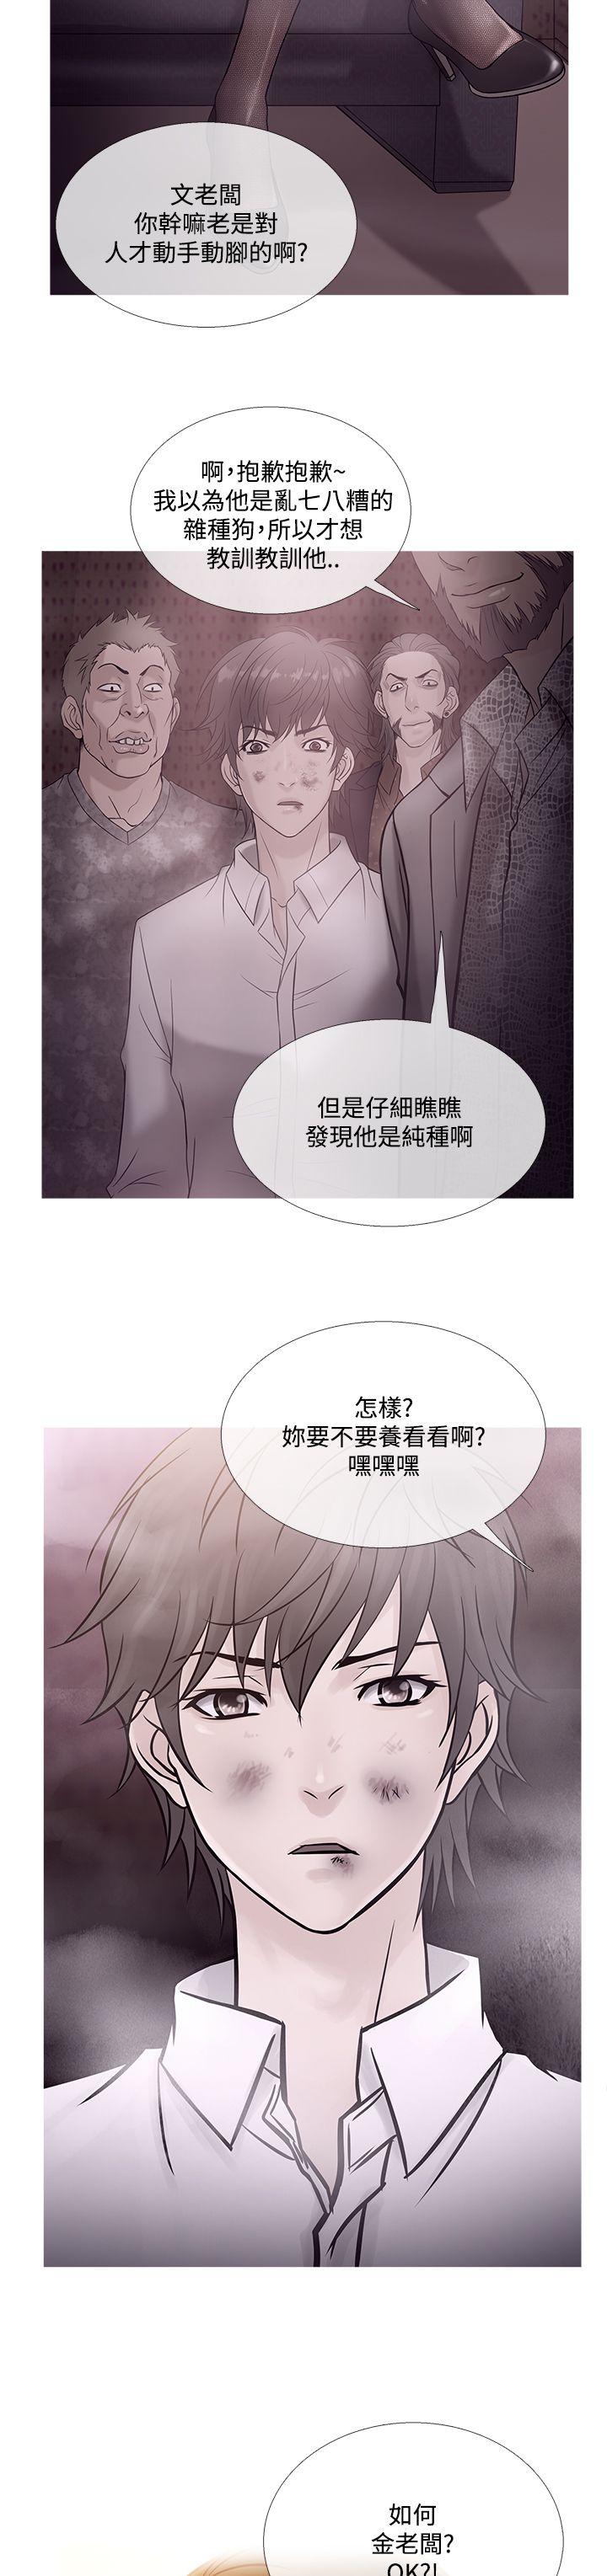 文老闆
你幹嘛老是對
人才動手動腳的啊?
啊,抱歉抱歉~
我以為他是亂七八糟的
雜種狗,所以才想
教訓教訓他..
但是仔細瞧瞧
發現他是純種啊
怎樣?
妳要不要養看看啊?
嘿嘿嘿
如何
金老闆?
OK?!